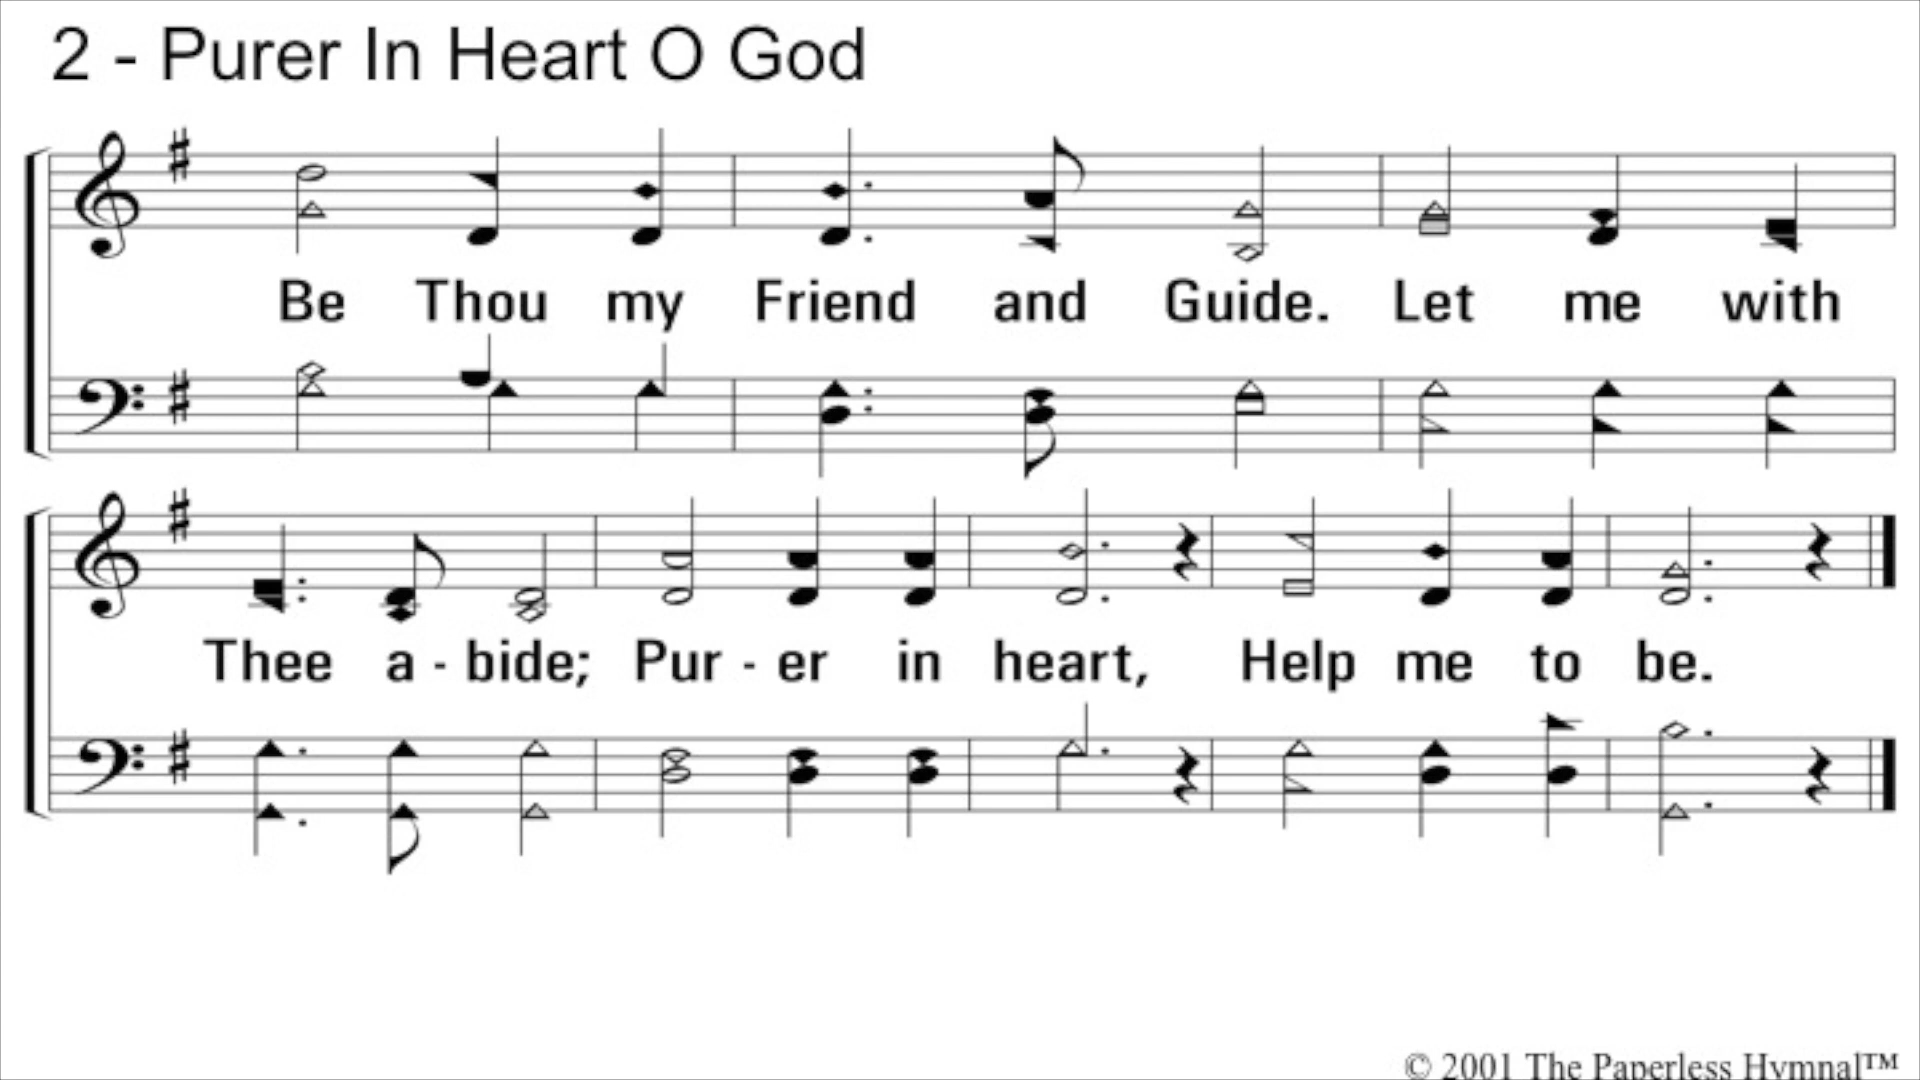 2 - Purer In Heart O God
Be Thou my Friend and Guide. Let me with
Thee a - bide; Pur - er in heart, Help me to be.
© 2001 The Paperless Hymnal™